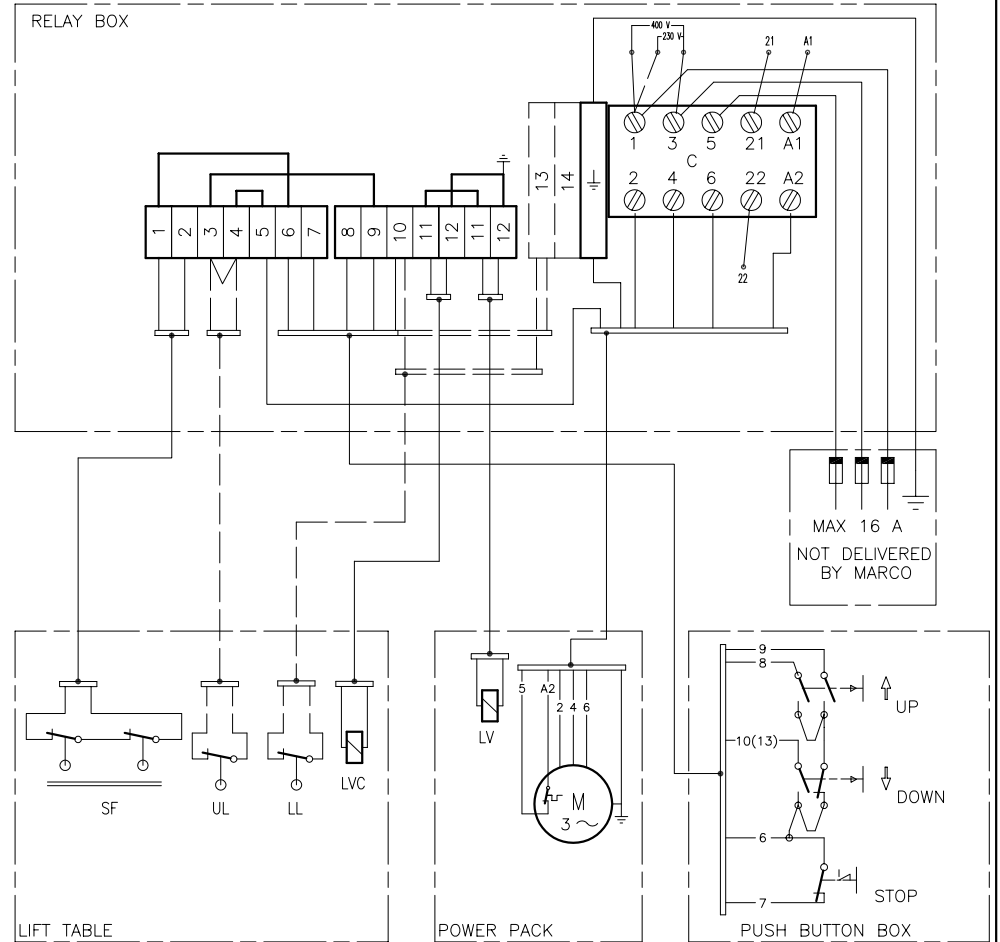 RELAY BOX
400 V
230 V
21
A1
1 3 5 21 A1
C
2 4 6 22 A2
22
13 14
1 2 3 4 5 6 7
8 9 10 11 12 11 12
MAX 16 A
NOT DELIVERED
BY MARCO
SF
UL
LL
LVC
LIFT TABLE
LV
5 A2
2 4 6
M
3 ~
POWER PACK
9
8
UP
10(13)
DOWN
6
STOP
7
PUSH BUTTON BOX